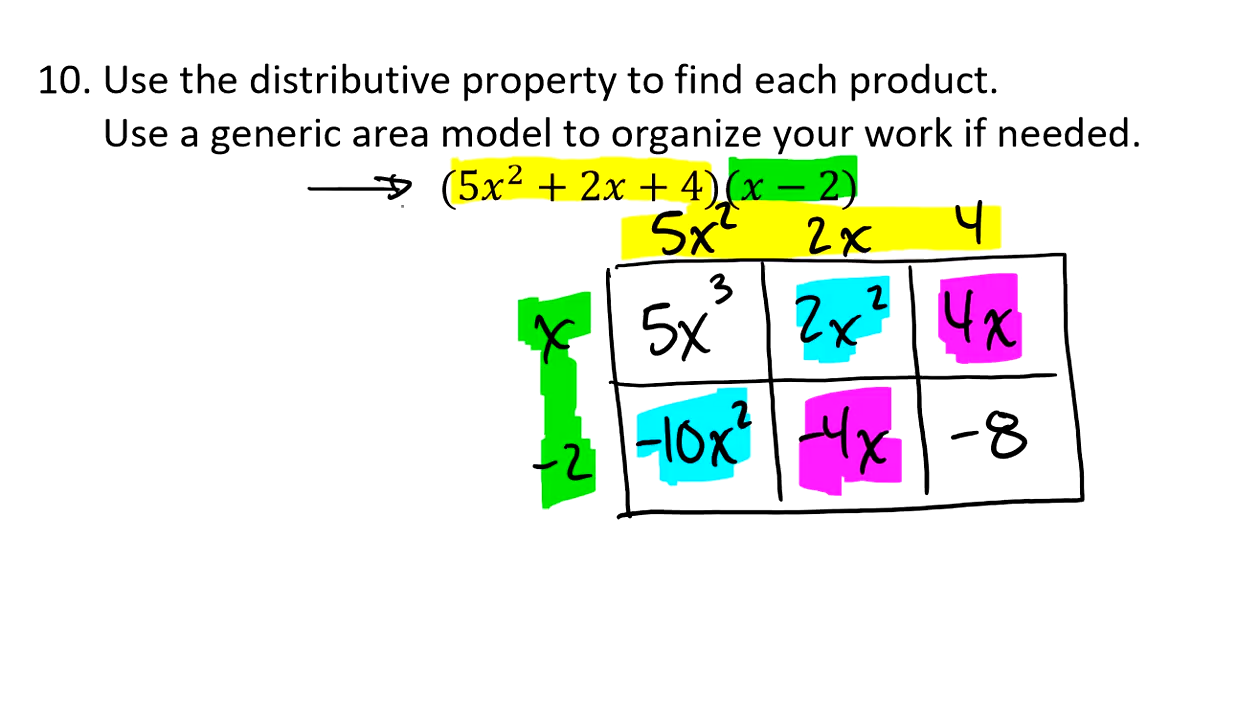 10. Use the distributive property to find each product.
Use a generic area model to organize your work if needed.
(5x² + 2x + 4)(x − 2)
5x² 2x 4
x 5x³ 2x² 4x
-2 -10x² -4x -8